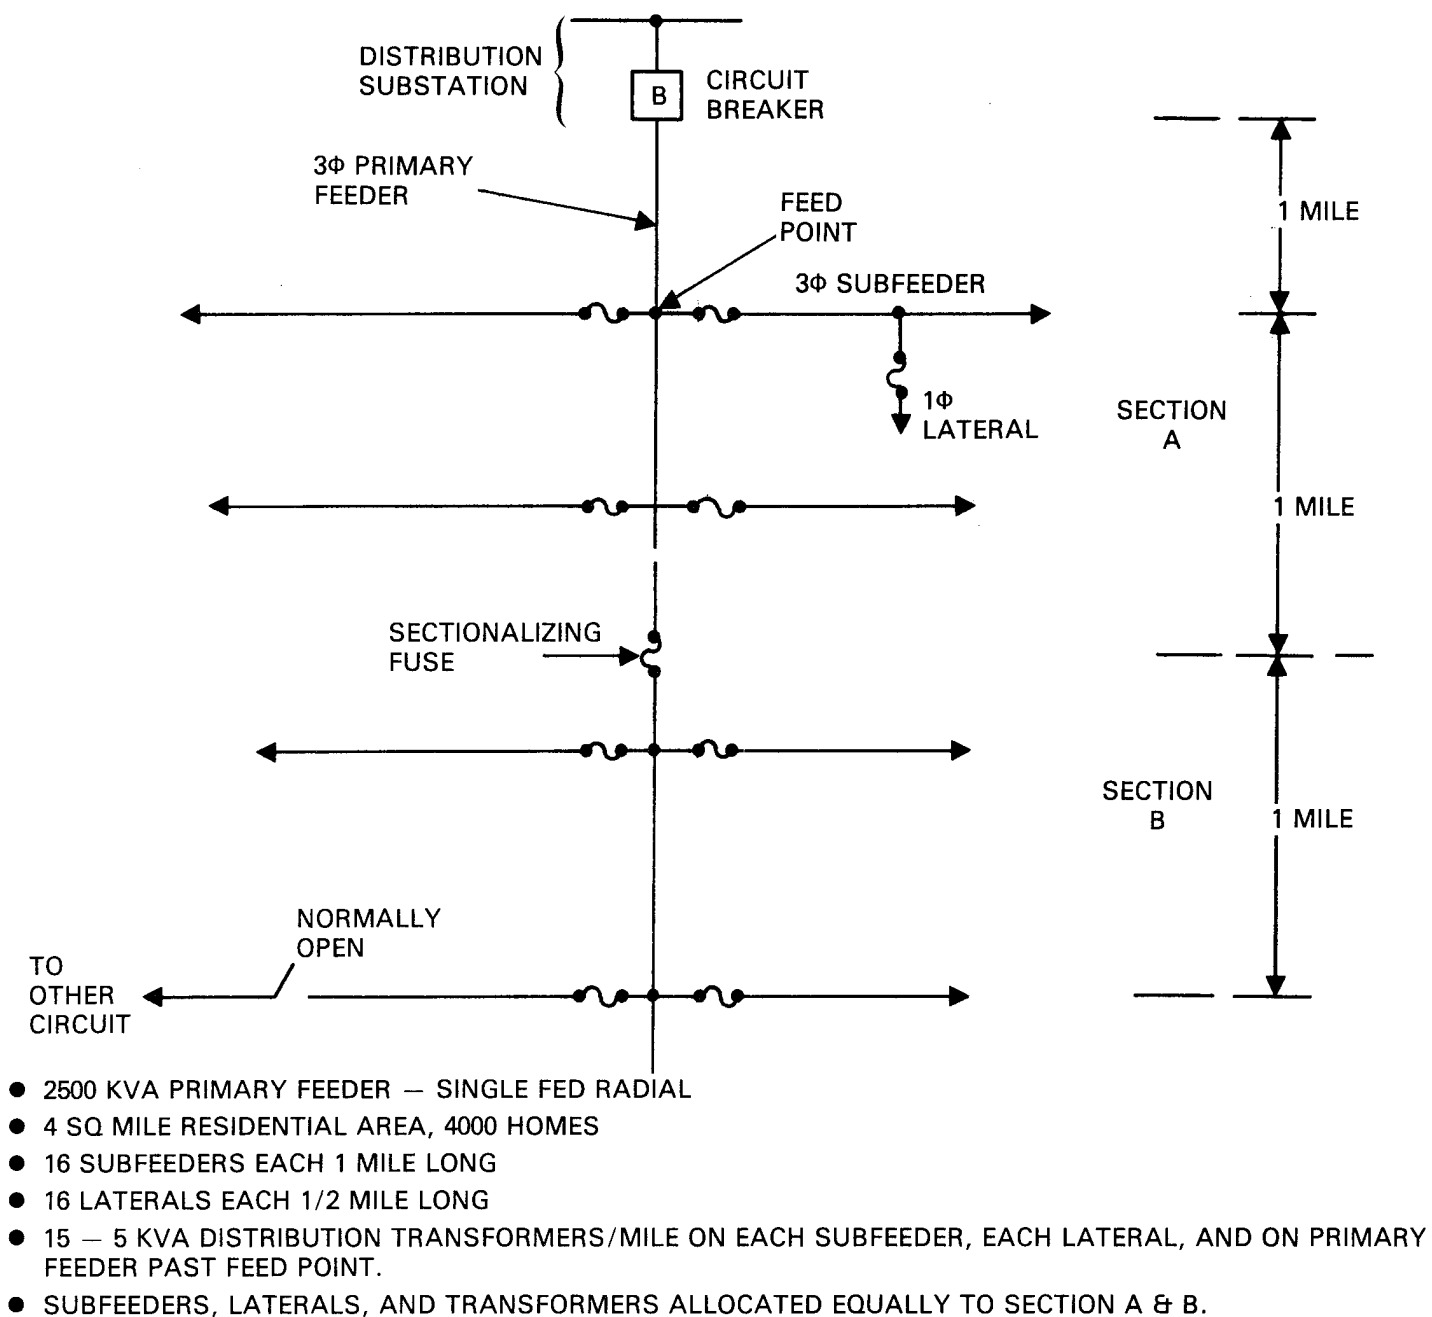 DISTRIBUTION
SUBSTATION
B
CIRCUIT
BREAKER
3Φ PRIMARY
FEEDER
FEED
POINT
1 MILE
3Φ SUBFEEDER
1Φ
LATERAL
SECTION
A
1 MILE
SECTIONALIZING
FUSE
SECTION
B
1 MILE
NORMALLY
OPEN
TO
OTHER
CIRCUIT
● 2500 KVA PRIMARY FEEDER — SINGLE FED RADIAL
● 4 SQ MILE RESIDENTIAL AREA, 4000 HOMES
● 16 SUBFEEDERS EACH 1 MILE LONG
● 16 LATERALS EACH 1/2 MILE LONG
● 15 — 5 KVA DISTRIBUTION TRANSFORMERS/MILE ON EACH SUBFEEDER, EACH LATERAL, AND ON PRIMARY
FEEDER PAST FEED POINT.
● SUBFEEDERS, LATERALS, AND TRANSFORMERS ALLOCATED EQUALLY TO SECTION A & B.